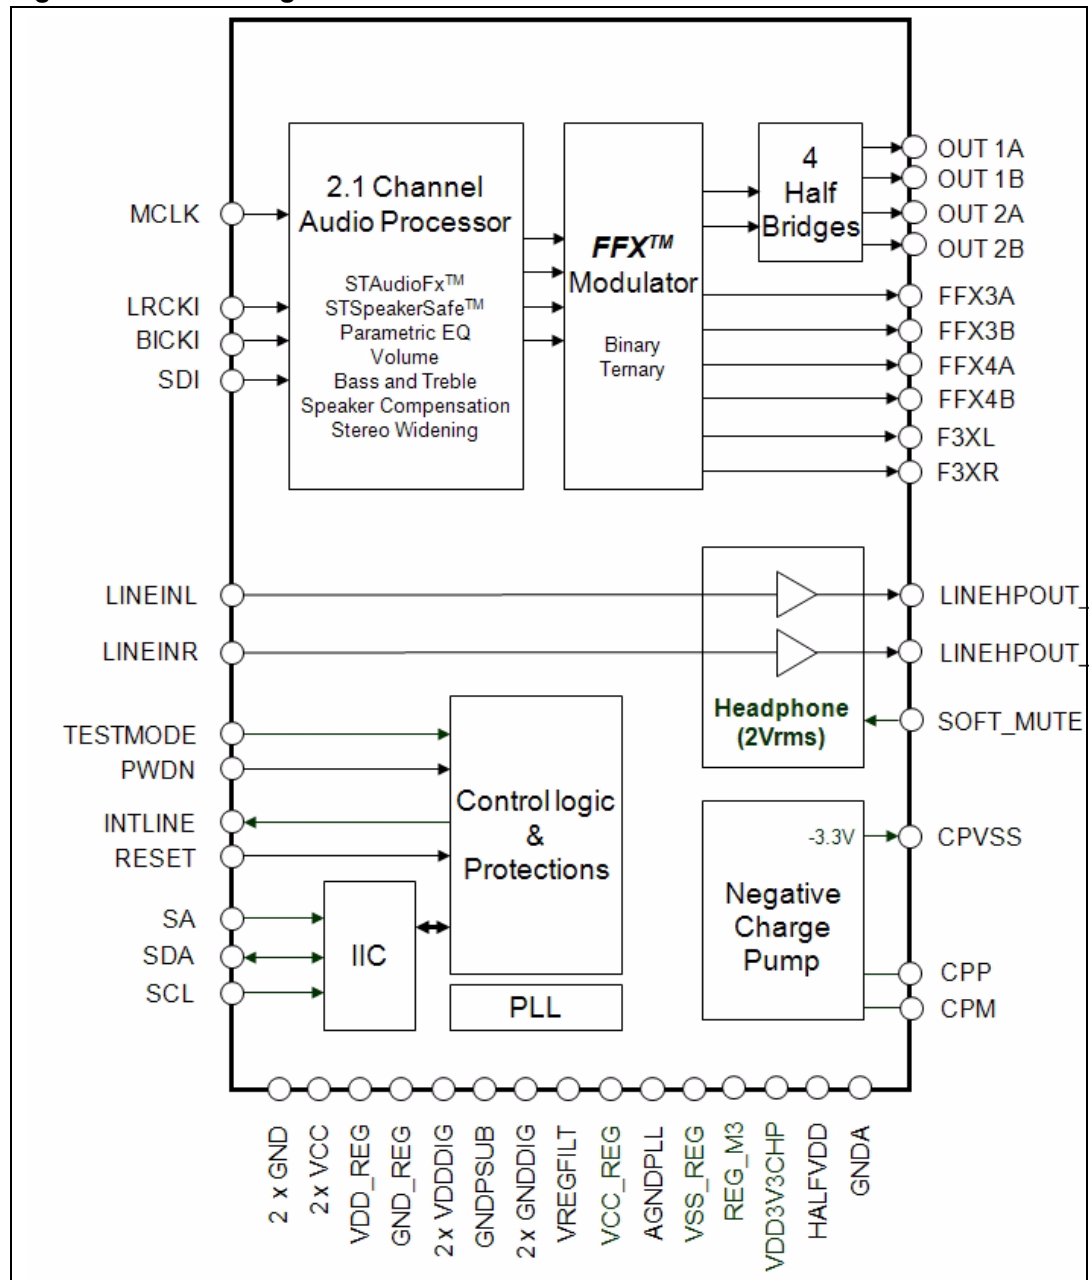 MCLK
LRCKI
BICKI
SDI
2.1 Channel
Audio Processor
STAudioFx™
STSpeakerSafe™
Parametric EQ
Volume
Bass and Treble
Speaker Compensation
Stereo Widening
FFX™
Modulator
Binary
Ternary
4
Half
Bridges
OUT 1A
OUT 1B
OUT 2A
OUT 2B
FFX3A
FFX3B
FFX4A
FFX4B
F3XL
F3XR
LINEINL
LINEINR
Headphone
(2Vrms)
LINEHPOUT_
LINEHPOUT_
SOFT_MUTE
TESTMODE
PWDN
INTLINE
RESET
SA
SDA
SCL
IIC
Control logic
&
Protections
PLL
-3.3V
Negative
Charge
Pump
CPVSS
CPP
CPM
2 x GND
2 x VCC
VDD_REG
GND_REG
2 x VDDDIG
GNDPSUB
2 x GNDDIG
VREGFILT
VCC_REG
AGNDPLL
VSS_REG
REG_M3
VDD3V3CHP
HALFVDD
GNDA